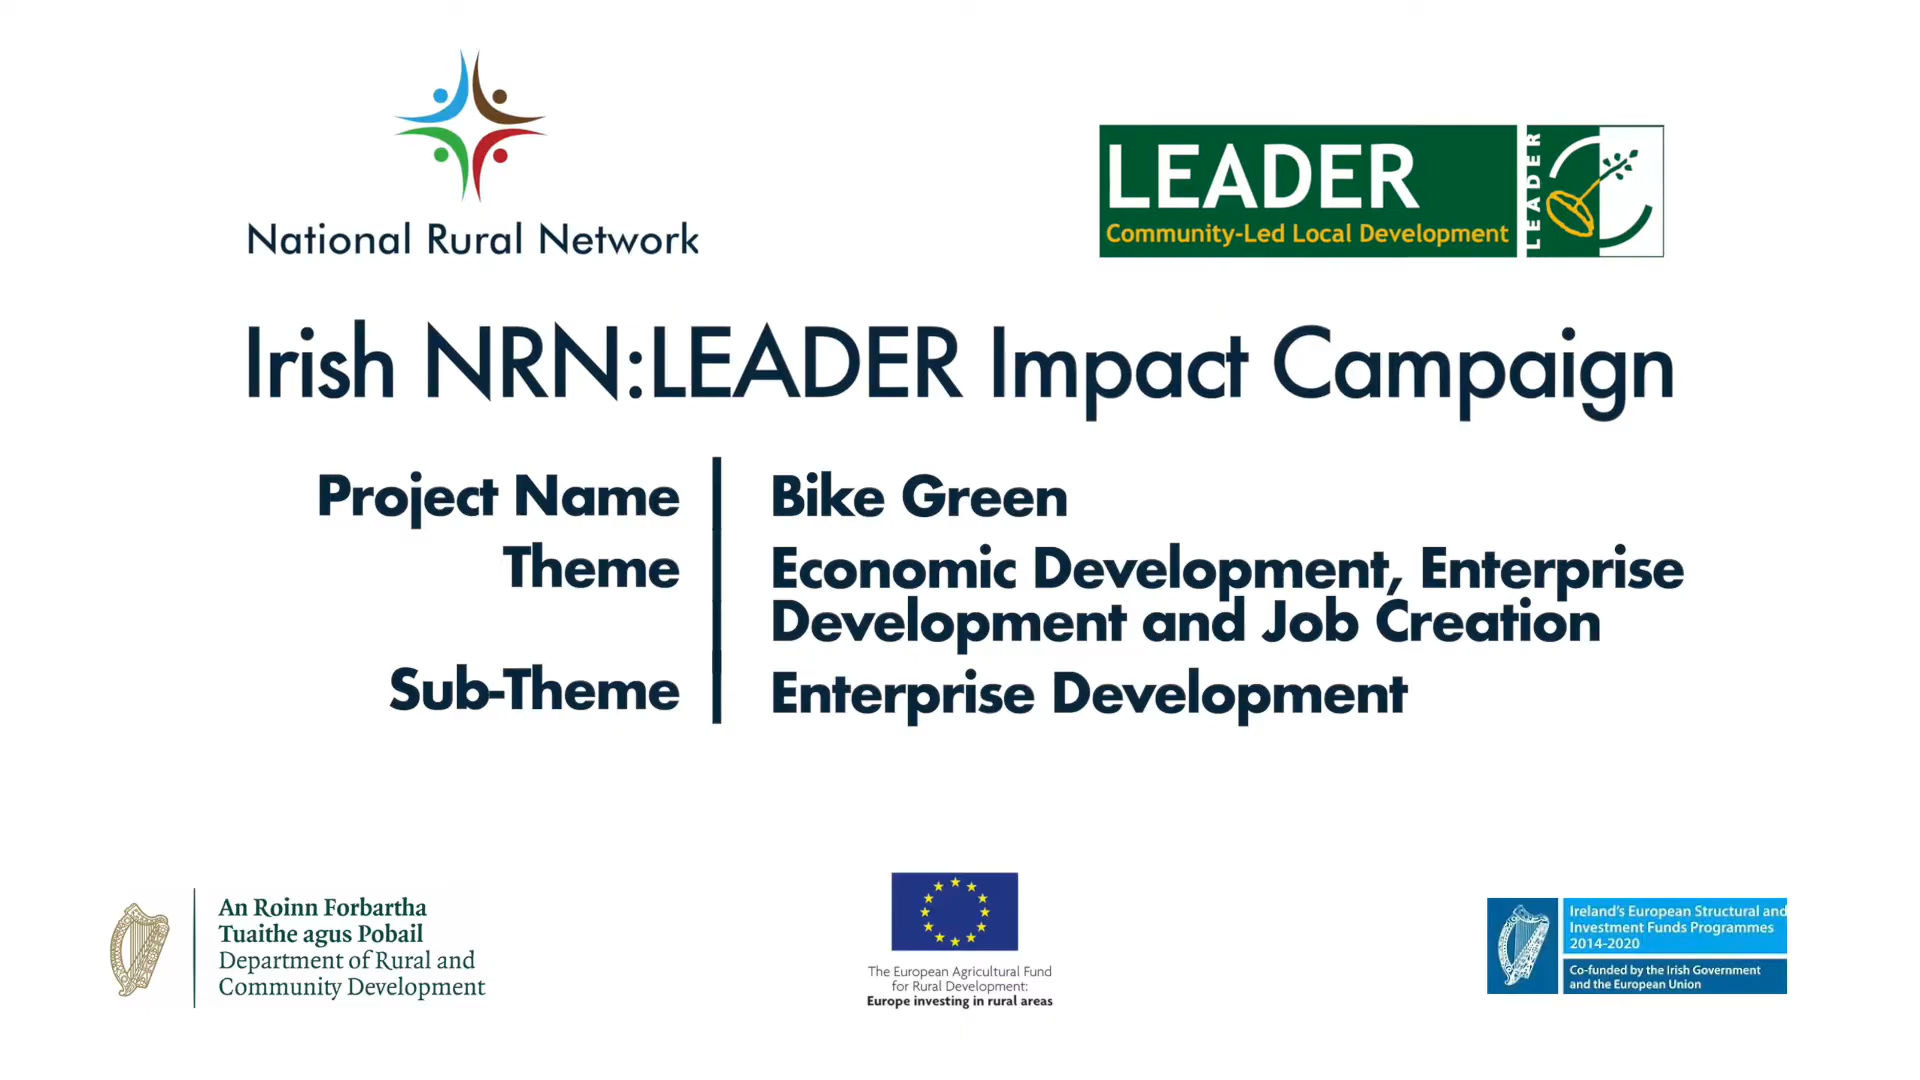 National Rural Network
LEADER
Community-Led Local Development
LEADER
Irish NRN:LEADER Impact Campaign
Project Name
Bike Green
Theme
Economic Development, Enterprise
Development and Job Creation
Sub-Theme
Enterprise Development
An Roinn Forbartha
Tuaithe agus Pobail
Department of Rural and
Community Development
The European Agricultural Fund
for Rural Development:
Europe investing in rural areas
Ireland's European Structural and
Investment Funds Programmes
2014-2020
Co-funded by the Irish Government
and the European Union